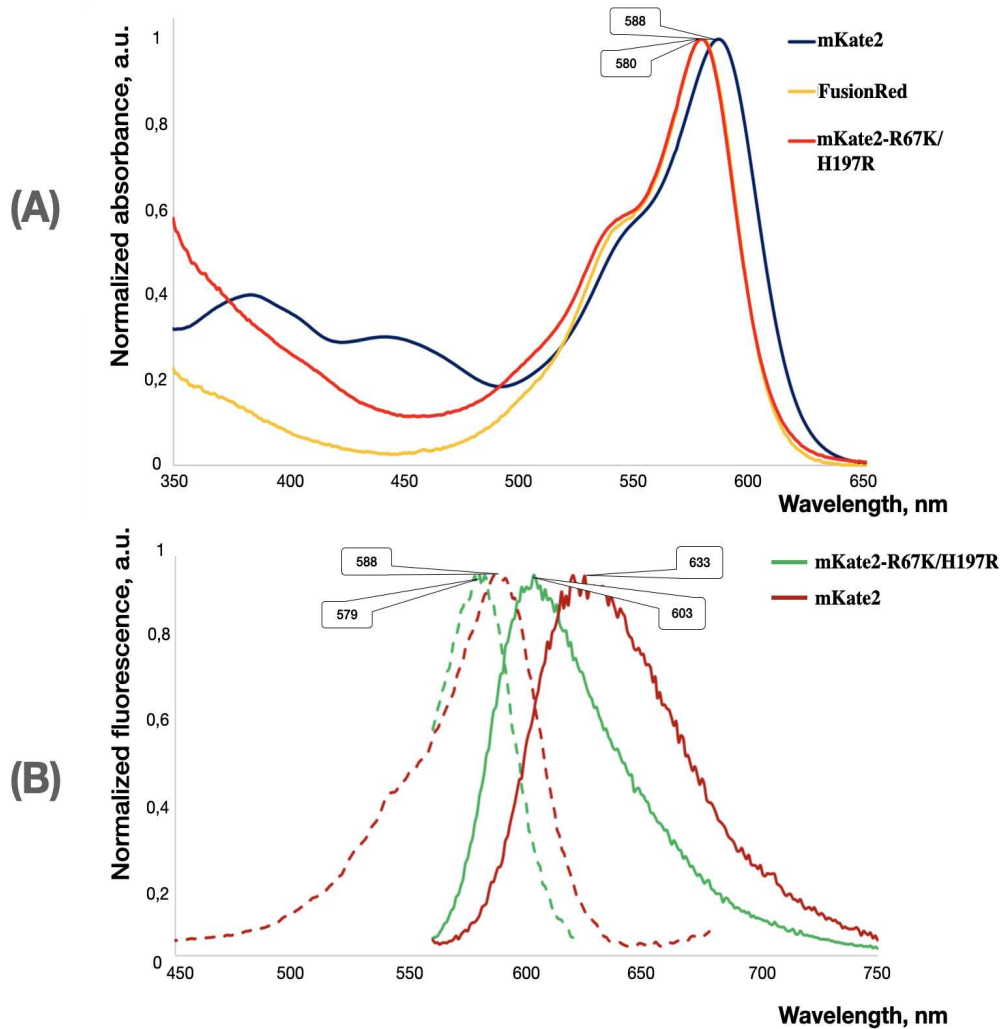 588
580
mKate2
FusionRed
mKate2-R67K/
H197R
(A)
Normalized absorbance, a.u.
1
0,8
0,6
0,4
0,2
0
350
400
450
500
550
600
650
Wavelength, nm
588
579
633
603
mKate2-R67K/H197R
mKate2
(B)
Normalized fluorescence, a.u.
1
0,8
0,6
0,4
0,2
0
450
500
550
600
650
700
750
Wavelength, nm